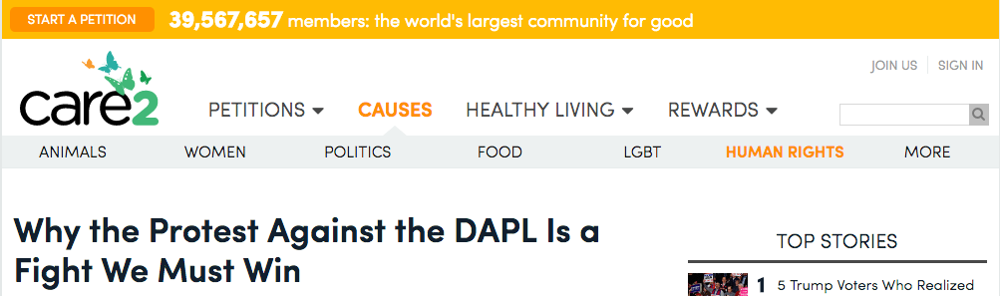 START A PETITION 39,567,657 members: the world's largest community for good
JOIN US SIGN IN
care2 PETITIONS CAUSES HEALTHY LIVING REWARDS
ANIMALS WOMEN POLITICS FOOD LGBT HUMAN RIGHTS MORE
Why the Protest Against the DAPL Is a
Fight We Must Win
TOP STORIES
1 5 Trump Voters Who Realized